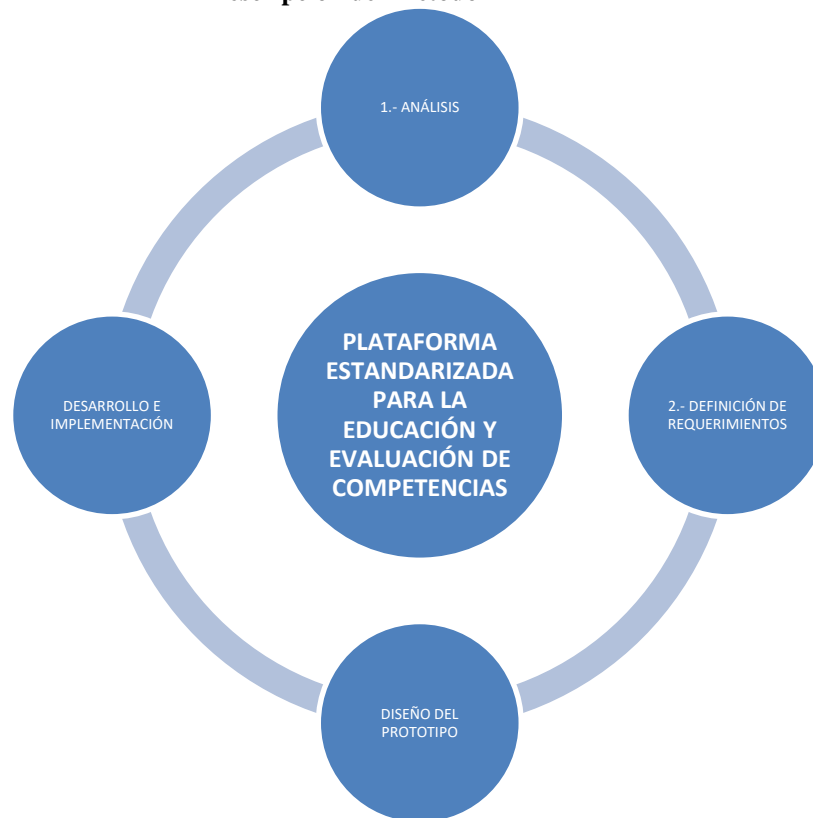 1.- ANÁLISIS
PLATAFORMA
ESTANDARIZADA
PARA LA
EDUCACIÓN Y
EVALUACIÓN DE
COMPETENCIAS
2.- DEFINICIÓN DE
REQUERIMIENTOS
DISEÑO DEL
PROTOTIPO
DESARROLLO E
IMPLEMENTACIÓN